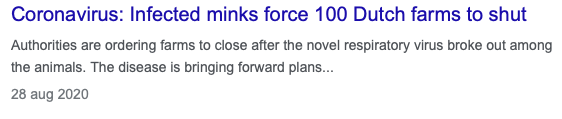 Coronavirus: Infected minks force 100 Dutch farms to shut
Authorities are ordering farms to close after the novel respiratory virus broke out among
the animals. The disease is bringing forward plans...
28 aug 2020